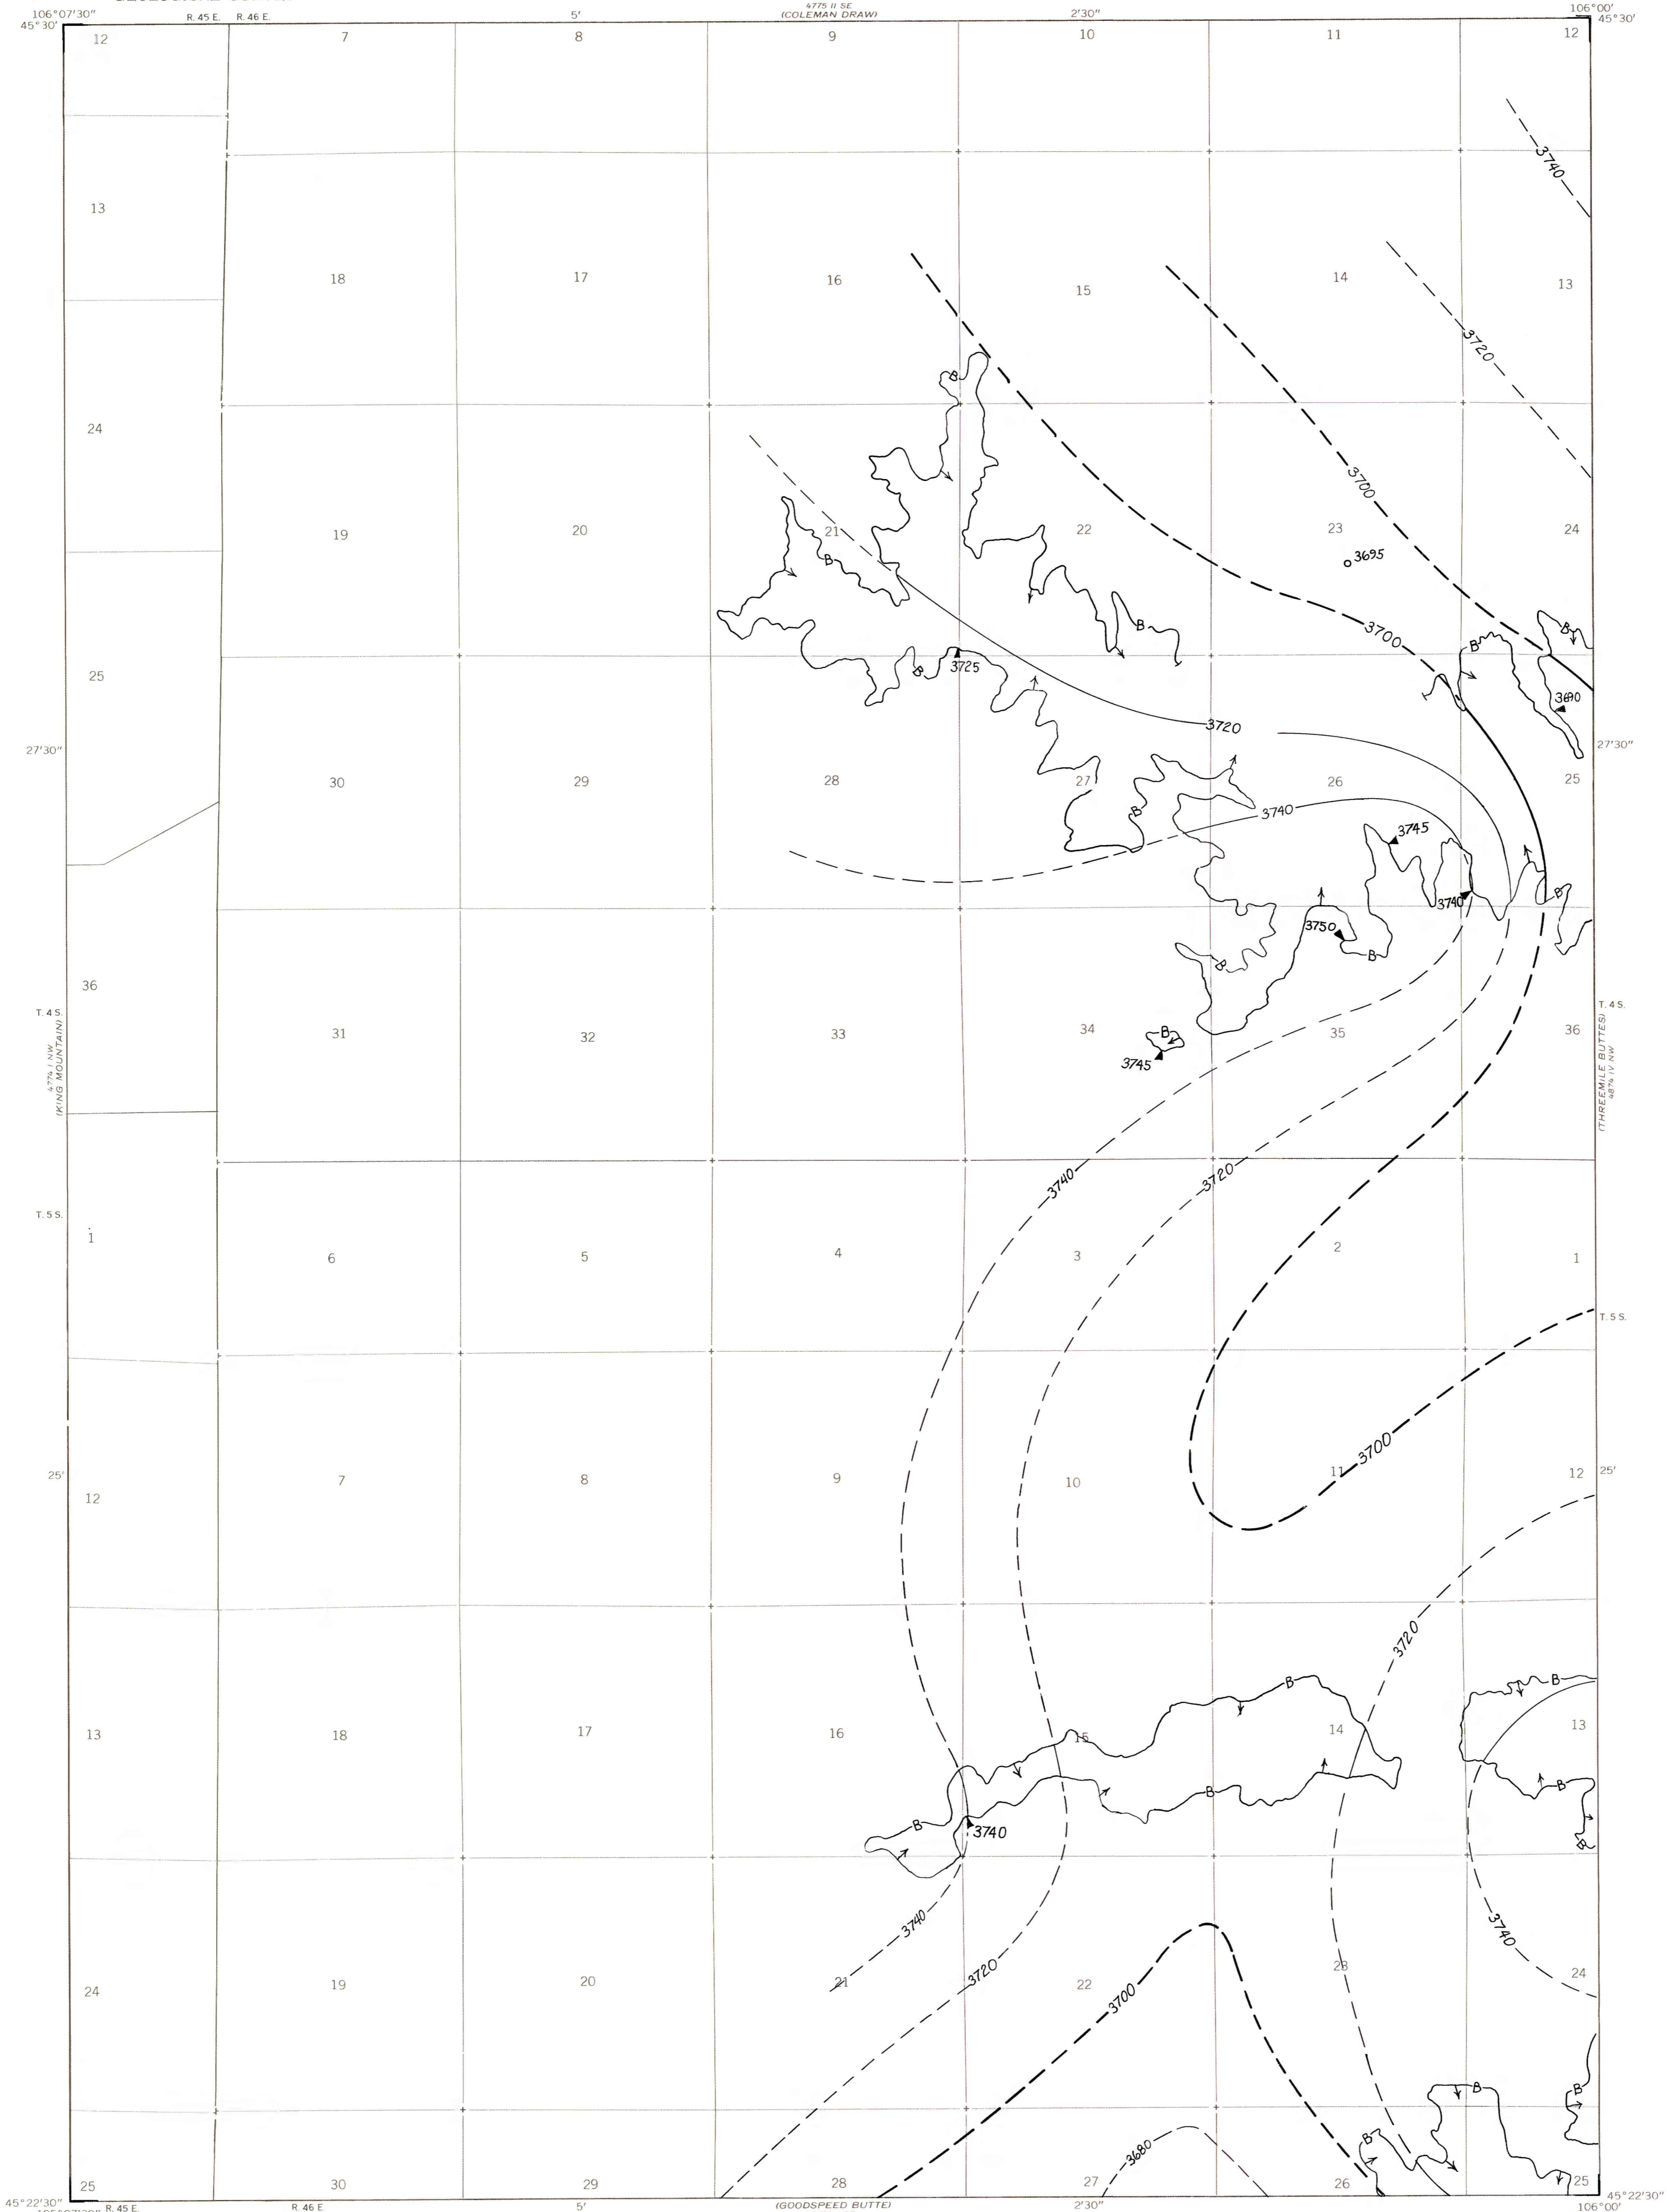 4775 II SE
106°07'30" R. 45 E. R. 46 E. 5' (COLEMAN DRAW) 2'30" 106°00'
45°30' 45°30'
12 7 8 9 10 11 12
3740
13
18 17 16 15 14 13
3720
24
3700
B
19 20 21 22 23 24
3695
B
3700
B B
B
25 B 3725 3690
3720
27'30" 27'30"
30 29 28 27 26 25
B 3740
3745
3740 B
3750
B
B
36
T. 4 S. T. 4 S.
31 32 33 34 35 36
B
3745
4774 I NW
(KING MOUNTAIN)
(THREEMILE BUTTES)
4874 IV NW
3740 3720
T. 5 S.
1 6 5 4 3 2 1
T. 5 S.
3700
25' 25'
12 7 8 9 10 11 12
3720
B B
13 18 17 16 15 14 13
B B
B 3740 B
3740 3740
3720
24 19 20 21 22 23 24
3700
B B
B
3680
25 30 29 28 27 26 25
45°22'30" 45°22'30"
R. 45 E. R. 46 E 5' (GOODSPEED BUTTE) 2'30" 106°00'